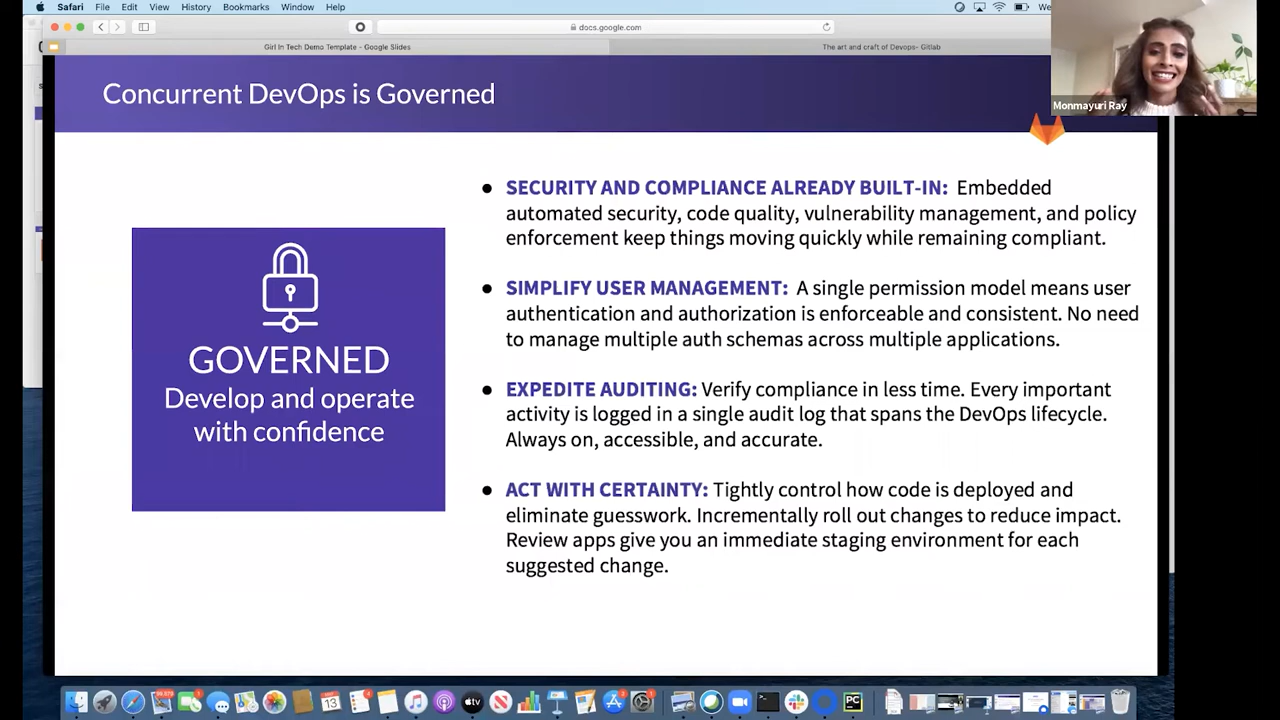 Safari File Edit View History Bookmarks Window Help
docs.google.com
Girl In Tech Demo Template - Google Slides
The art and craft of Devops- Gitlab
Monmayuri Ray
Concurrent DevOps is Governed
GOVERNED
Develop and operate
with confidence
● SECURITY AND COMPLIANCE ALREADY BUILT-IN: Embedded
automated security, code quality, vulnerability management, and policy
enforcement keep things moving quickly while remaining compliant.
● SIMPLIFY USER MANAGEMENT: A single permission model means user
authentication and authorization is enforceable and consistent. No need
to manage multiple auth schemas across multiple applications.
● EXPEDITE AUDITING: Verify compliance in less time. Every important
activity is logged in a single audit log that spans the DevOps lifecycle.
Always on, accessible, and accurate.
● ACT WITH CERTAINTY: Tightly control how code is deployed and
eliminate guesswork. Incrementally roll out changes to reduce impact.
Review apps give you an immediate staging environment for each
suggested change.
13
tv
PC